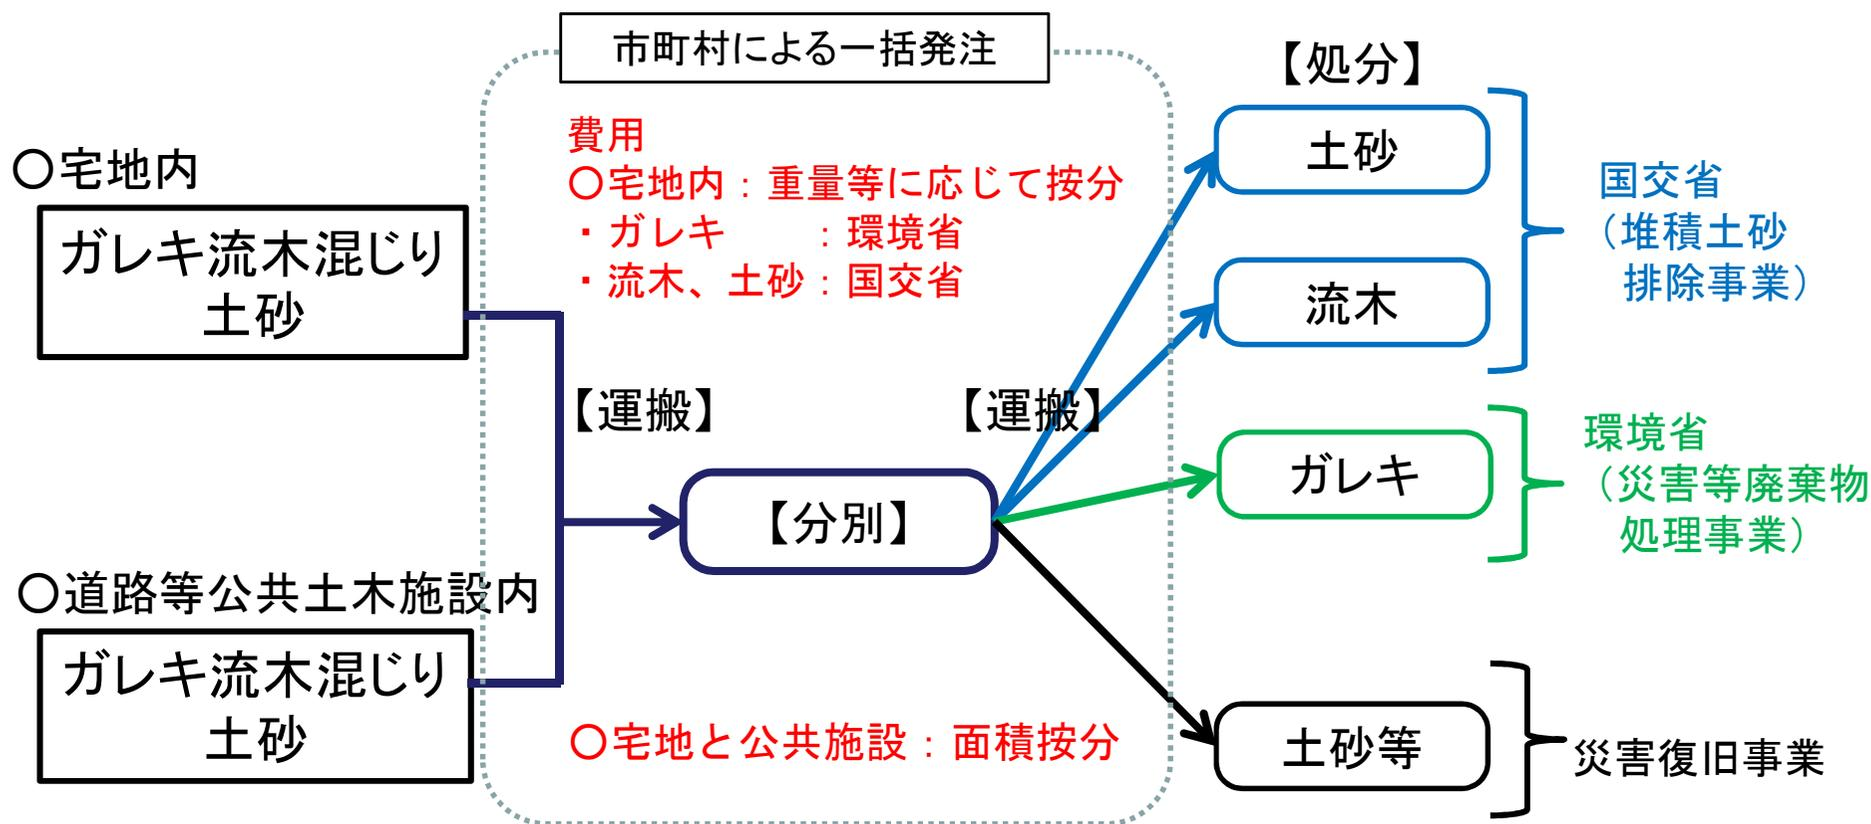 市町村による一括発注
【処分】
費用
〇宅地内：重量等に応じて按分
・ガレキ　　：環境省
・流木、土砂：国交省
〇宅地内
ガレキ流木混じり
土砂
土砂
流木
国交省
（堆積土砂
排除事業）
【運搬】
【運搬】
【分別】
ガレキ
環境省
（災害等廃棄物
処理事業）
〇道路等公共土木施設内
ガレキ流木混じり
土砂
〇宅地と公共施設：面積按分
土砂等
災害復旧事業